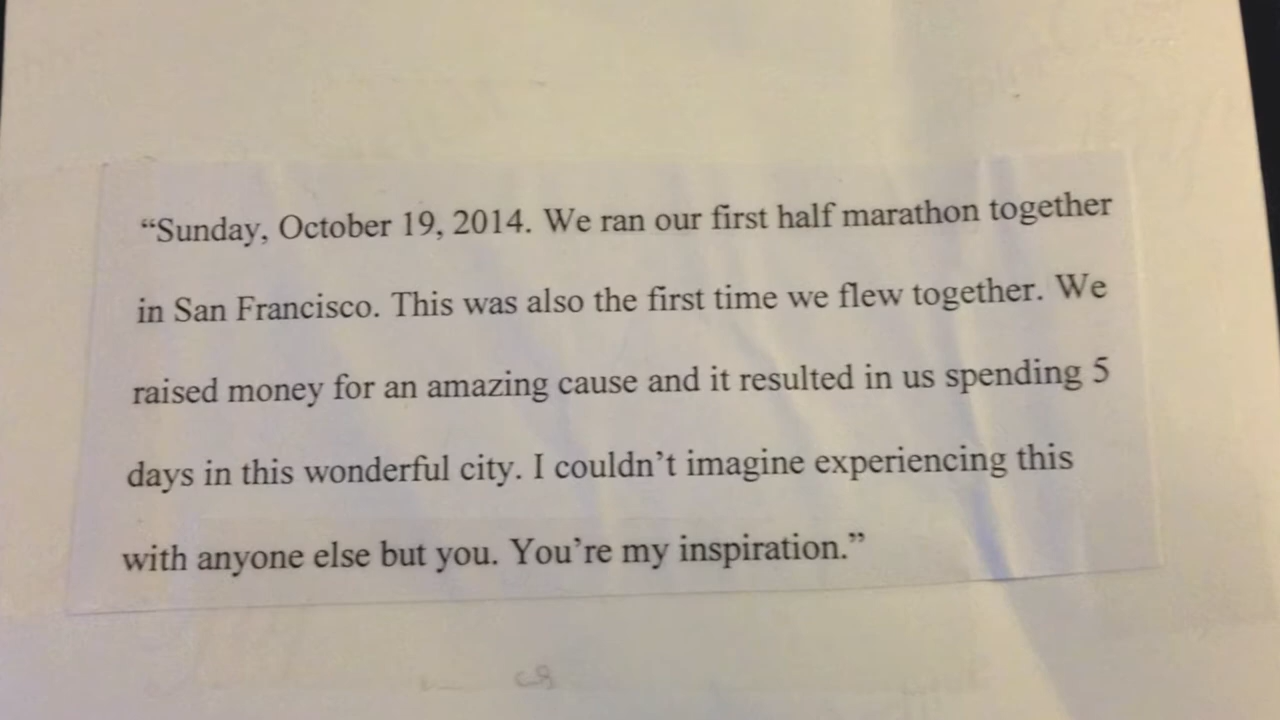 “Sunday, October 19, 2014. We ran our first half marathon together
in San Francisco. This was also the first time we flew together. We
raised money for an amazing cause and it resulted in us spending 5
days in this wonderful city. I couldn’t imagine experiencing this
with anyone else but you. You’re my inspiration.”